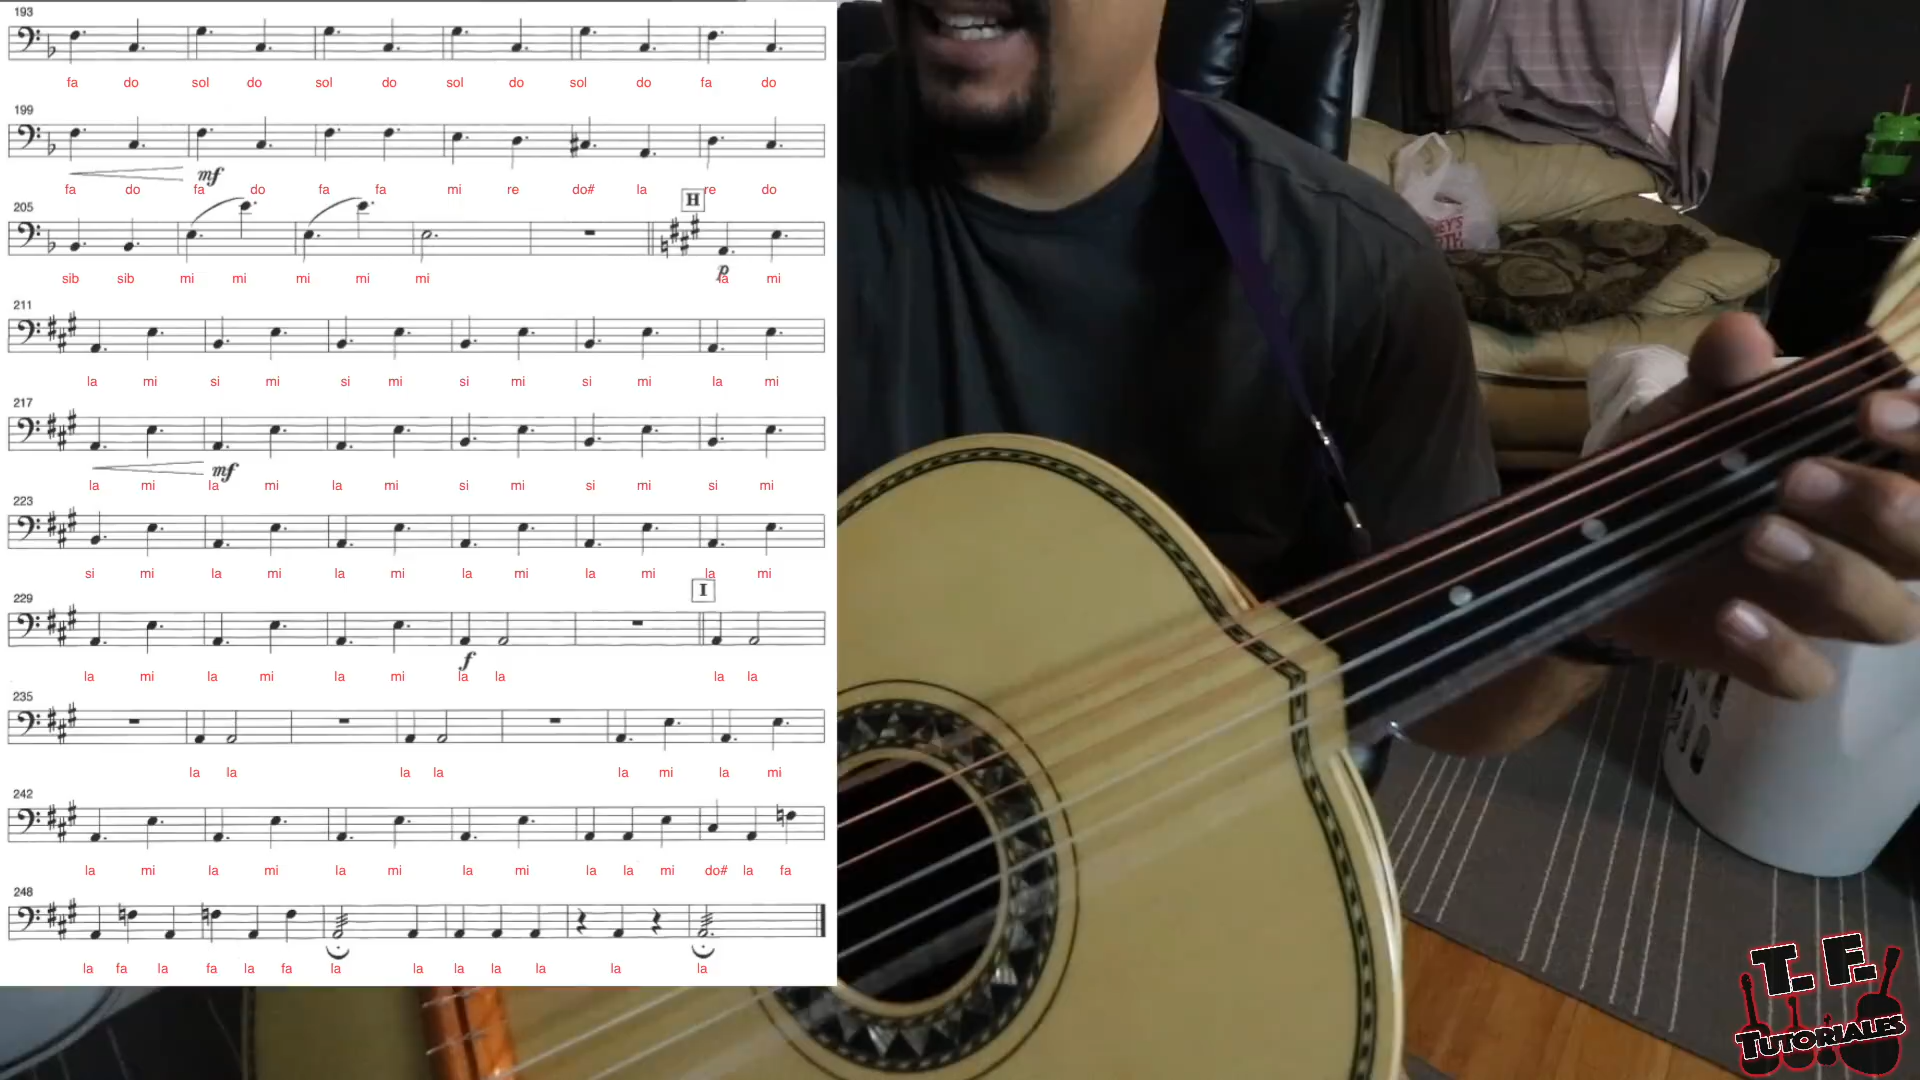 193
fa do sol do sol do sol do sol do fa do
199
mf
fa do fa do fa fa mi re do# la re do
205
H
p
sib sib mi mi mi mi mi la mi
211
la mi si mi si mi si mi si mi la mi
217
mf
la mi la mi la mi si mi si mi si mi
223
si mi la mi la mi la mi la mi la mi
229
I
f
la mi la mi la mi la la la la
235
la la la la la mi la mi
242
la mi la mi la mi la mi la la mi do# la fa
248
la fa la fa la fa la la la la la la la
T. F.
TUTORIALES